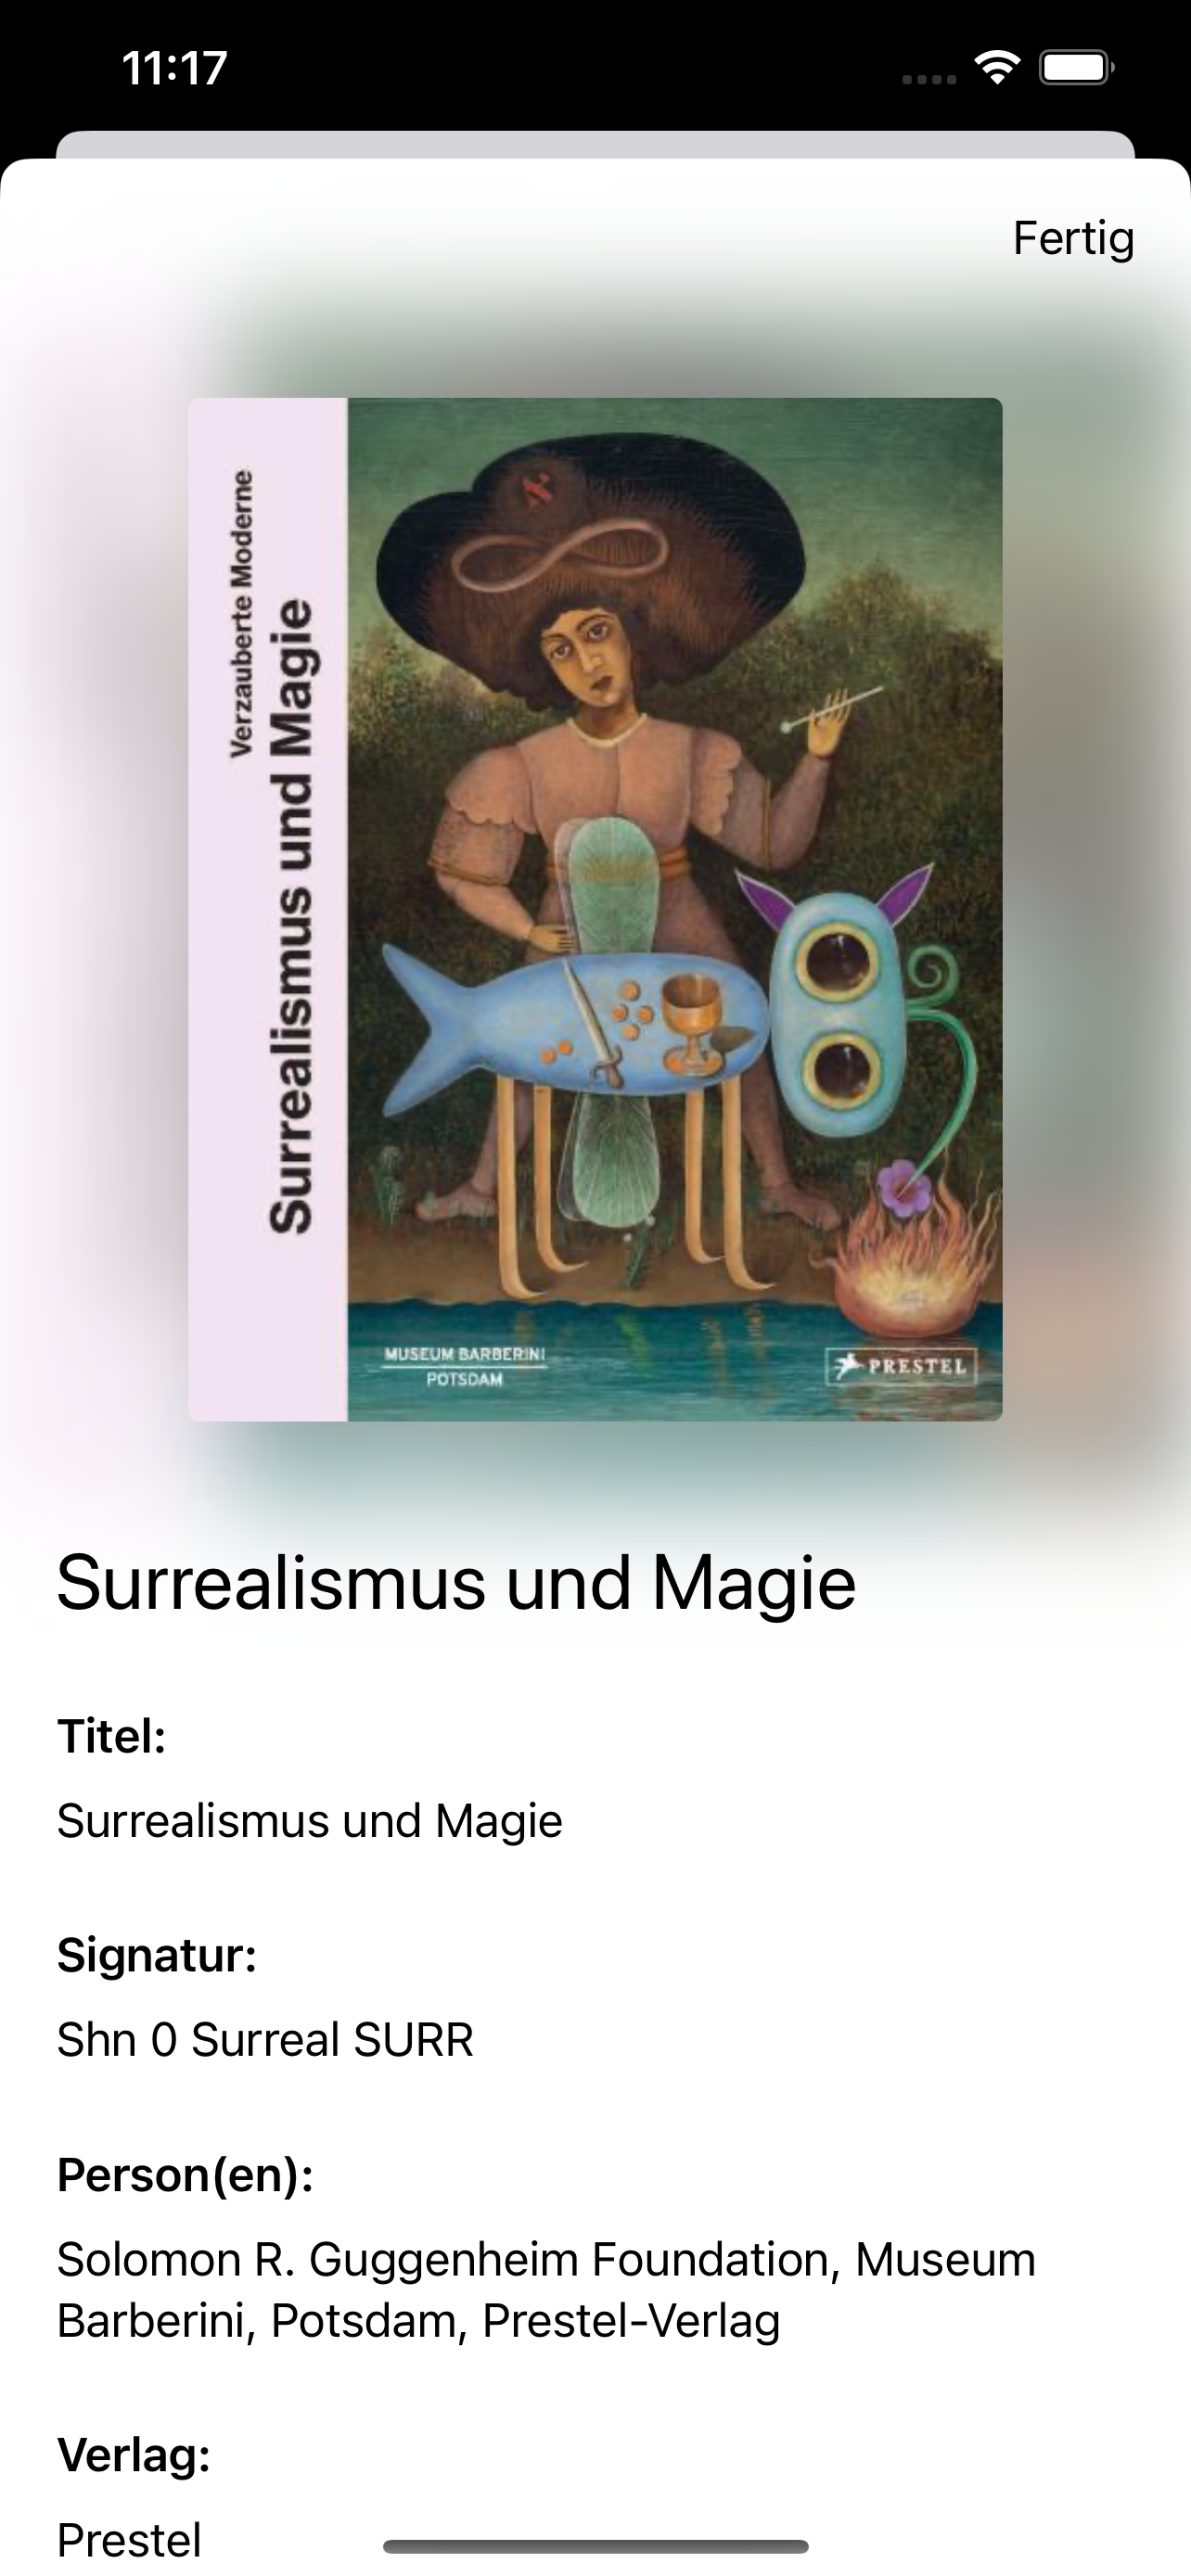 11:17
Fertig
Verzauberte Moderne
Surrealismus und Magie
MUSEUM BARBERINI
POTSDAM
PRESTEL
Surrealismus und Magie
Titel:
Surrealismus und Magie
Signatur:
Shn 0 Surreal SURR
Person(en):
Solomon R. Guggenheim Foundation, Museum
Barberini, Potsdam, Prestel-Verlag
Verlag:
Prestel